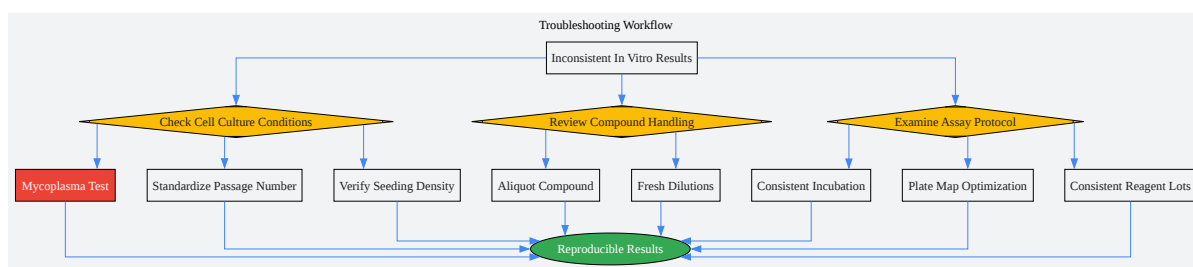 Troubleshooting Workflow
Inconsistent In Vitro Results
Check Cell Culture Conditions
Review Compound Handling
Examine Assay Protocol
Mycoplasma Test
Standardize Passage Number
Verify Seeding Density
Aliquot Compound
Fresh Dilutions
Consistent Incubation
Plate Map Optimization
Consistent Reagent Lots
Reproducible Results